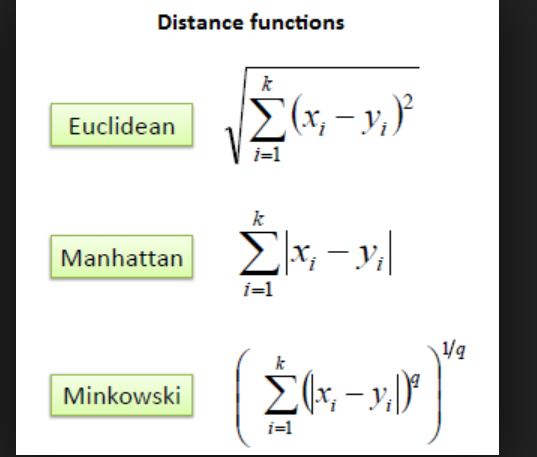 Distance functions
Euclidean √(∑_{i=1}^{k} (x_i − y_i)²)
Manhattan ∑_{i=1}^{k} |x_i − y_i|
Minkowski (∑_{i=1}^{k} (|x_i − y_i|)^q)^{1/q}